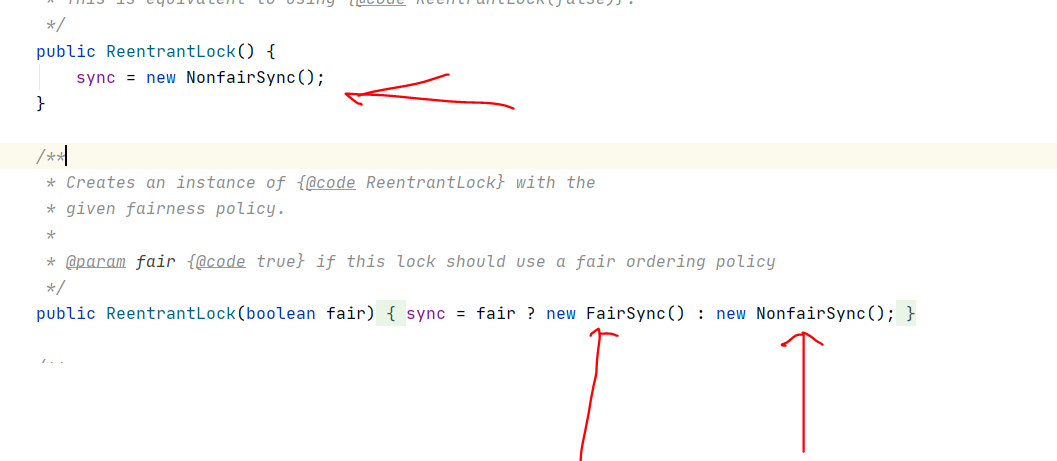 * This is equivalent to using {@code ReentrantLock(false)}.
*/
public ReentrantLock() {
sync = new NonfairSync();
}
/**
* Creates an instance of {@code ReentrantLock} with the
* given fairness policy.
*
* @param fair {@code true} if this lock should use a fair ordering policy
*/
public ReentrantLock(boolean fair) { sync = fair ? new FairSync() : new NonfairSync(); }
/**